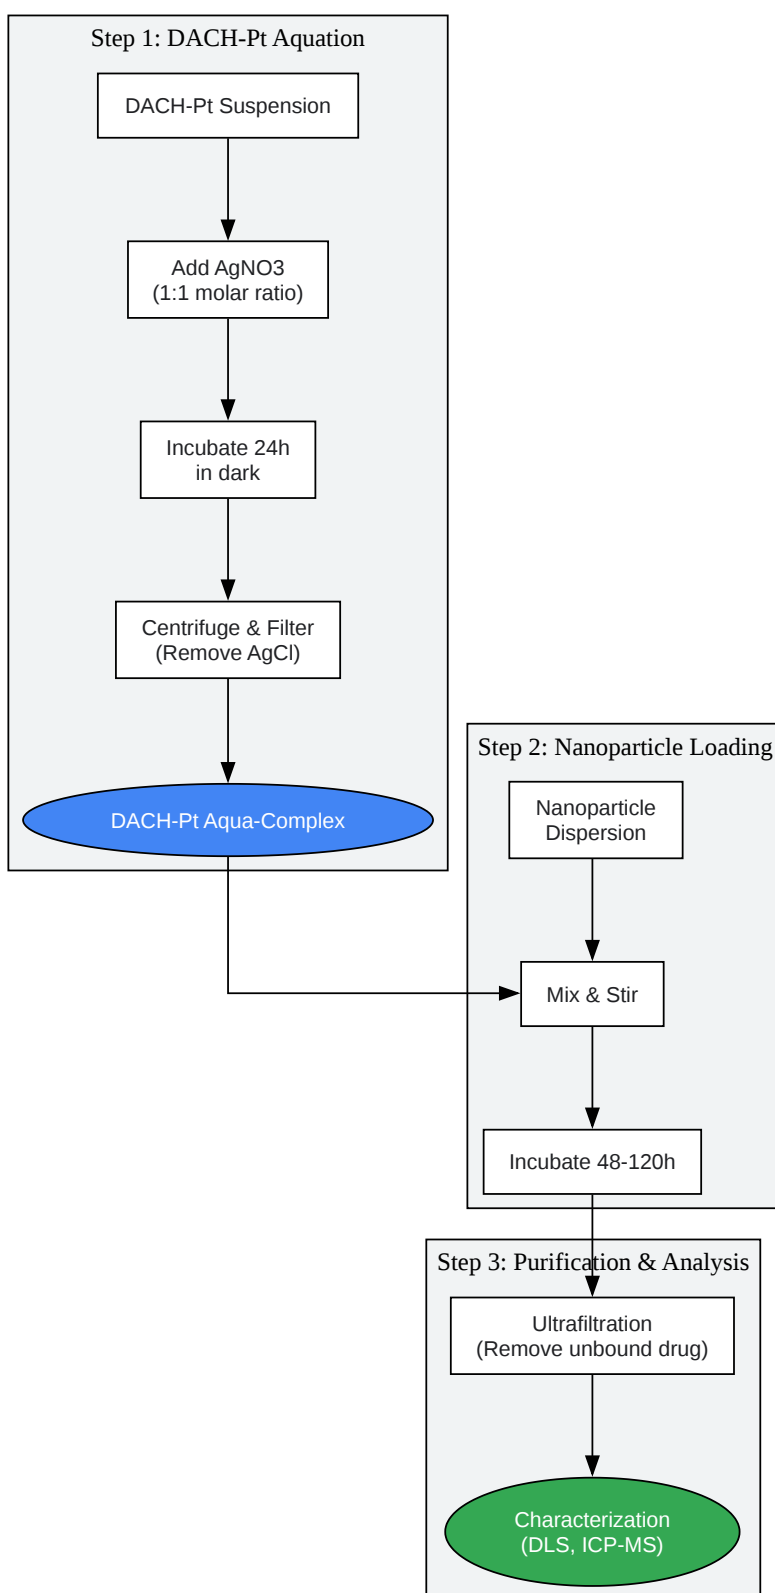 Step 1: DACH-Pt Aquation
DACH-Pt Suspension
Add AgNO3
(1:1 molar ratio)
Incubate 24h
in dark
Centrifuge & Filter
(Remove AgCl)
DACH-Pt Aqua-Complex
Step 2: Nanoparticle Loading
Nanoparticle
Dispersion
Mix & Stir
Incubate 48-120h
Step 3: Purification & Analysis
Ultrafiltration
(Remove unbound drug)
Characterization
(DLS, ICP-MS)